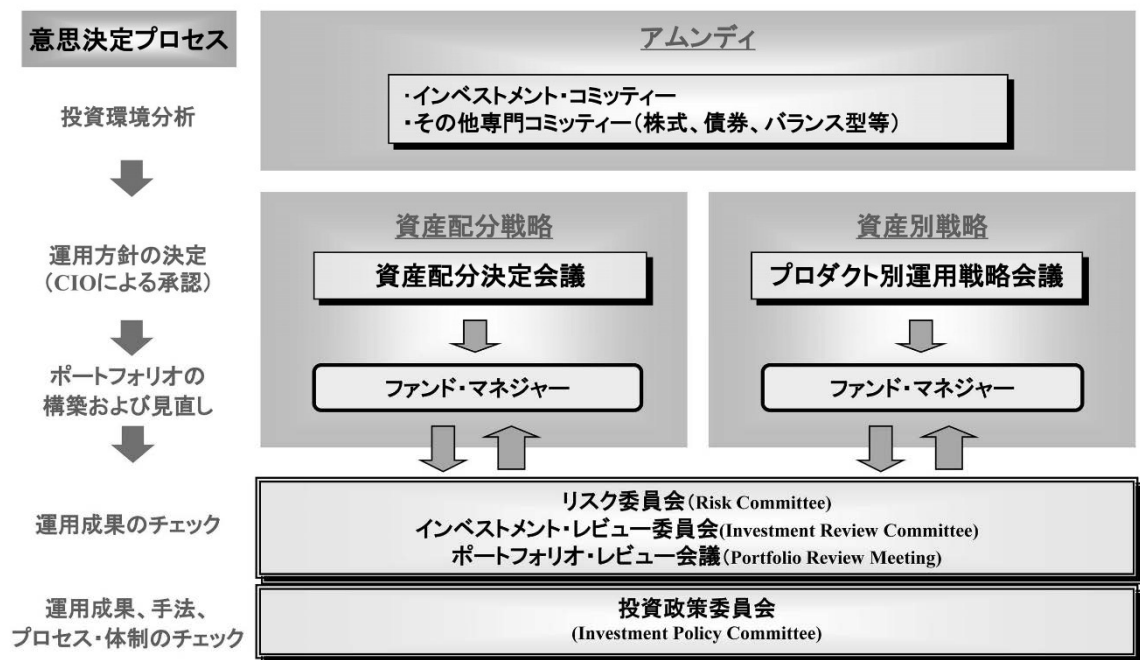 意思決定プロセス
アムンディ
投資環境分析
・インベストメント・コミッティー
・その他専門コミッティー（株式、債券、バランス型等）
資産配分戦略
資産別戦略
運用方針の決定
（CIOによる承認）
資産配分決定会議
プロダクト別運用戦略会議
ポートフォリオの
構築および見直し
ファンド・マネジャー
ファンド・マネジャー
運用成果のチェック
リスク委員会（Risk Committee）
インベストメント・レビュー委員会(Investment Review Committee)
ポートフォリオ・レビュー会議（Portfolio Review Meeting)
運用成果、手法、
プロセス・体制のチェック
投資政策委員会
(Investment Policy Committee)